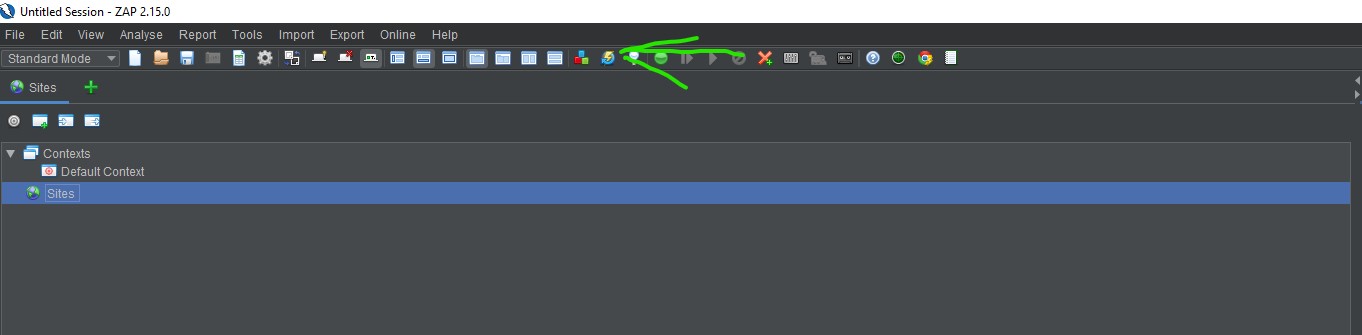 Untitled Session - ZAP 2.15.0
File Edit View Analyse Report Tools Import Export Online Help
Standard Mode
Sites
Contexts
Default Context
Sites